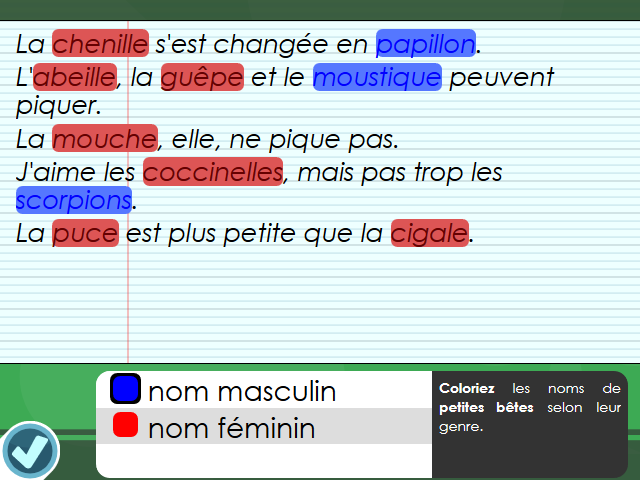 La chenille s'est changée en papillon.
L'abeille, la guêpe et le moustique peuvent
piquer.
La mouche, elle, ne pique pas.
J'aime les coccinelles, mais pas trop les
scorpions.
La puce est plus petite que la cigale.
nom masculin
nom féminin
Coloriez les noms de
petites bêtes selon leur
genre.